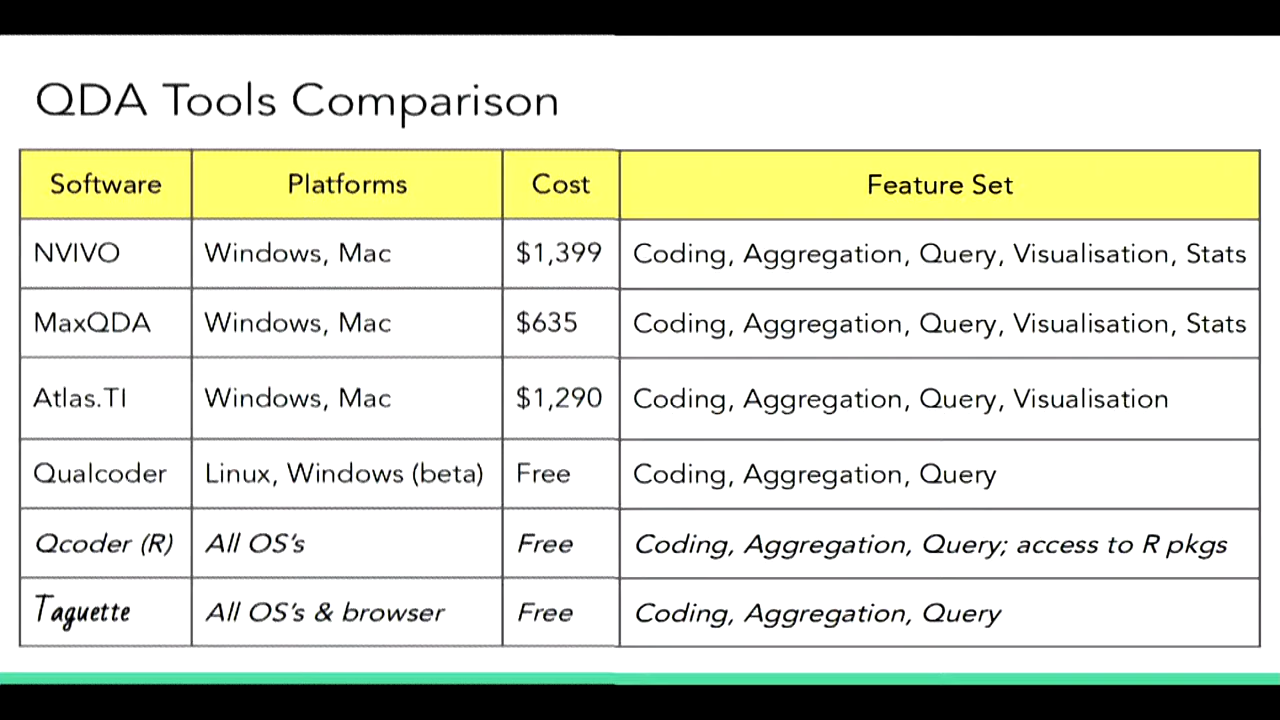 QDA Tools Comparison
Software Platforms Cost Feature Set
NVIVO Windows, Mac $1,399 Coding, Aggregation, Query, Visualisation, Stats
MaxQDA Windows, Mac $635 Coding, Aggregation, Query, Visualisation, Stats
Atlas.TI Windows, Mac $1,290 Coding, Aggregation, Query, Visualisation
Qualcoder Linux, Windows (beta) Free Coding, Aggregation, Query
Qcoder (R) All OS's Free Coding, Aggregation, Query; access to R pkgs
Taguette All OS's & browser Free Coding, Aggregation, Query